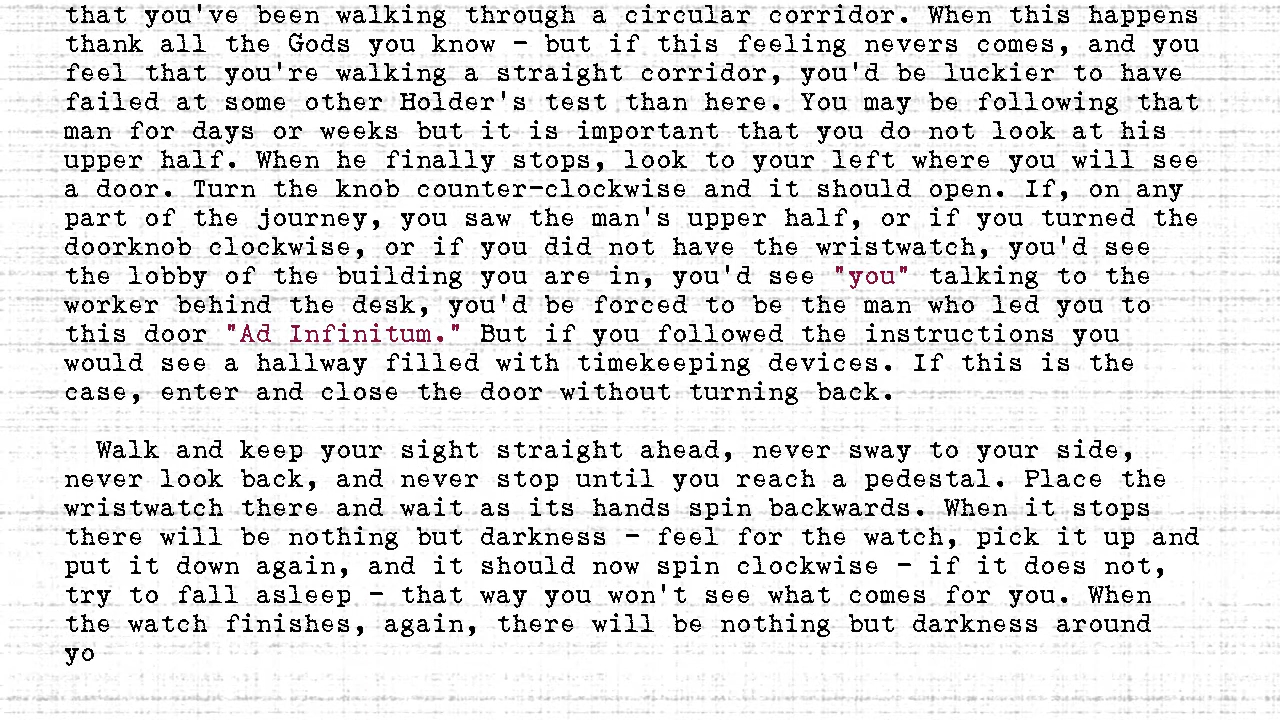 that you've been walking through a circular corridor. When this happens
thank all the Gods you know – but if this feeling nevers comes, and you
feel that you're walking a straight corridor, you'd be luckier to have
failed at some other Holder's test than here. You may be following that
man for days or weeks but it is important that you do not look at his
upper half. When he finally stops, look to your left where you will see
a door. Turn the knob counter-clockwise and it should open. If, on any
part of the journey, you saw the man's upper half, or if you turned the
doorknob clockwise, or if you did not have the wristwatch, you'd see
the lobby of the building you are in, you'd see "you" talking to the
worker behind the desk, you'd be forced to be the man who led you to
this door "Ad Infinitum." But if you followed the instructions you
would see a hallway filled with timekeeping devices. If this is the
case, enter and close the door without turning back.
Walk and keep your sight straight ahead, never sway to your side,
never look back, and never stop until you reach a pedestal. Place the
wristwatch there and wait as its hands spin backwards. When it stops
there will be nothing but darkness – feel for the watch, pick it up and
put it down again, and it should now spin clockwise – if it does not,
try to fall asleep – that way you won't see what comes for you. When
the watch finishes, again, there will be nothing but darkness around
yo